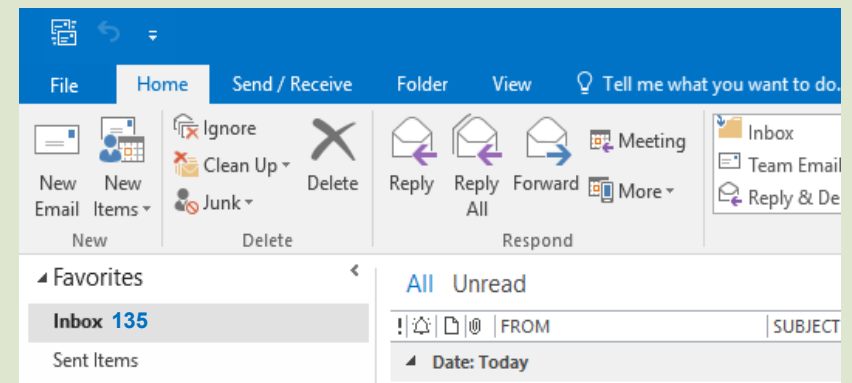 File Home Send / Receive Folder View Tell me what you want to do.
Ignore
Clean Up
Junk
New Email
New Items
Delete
Reply
Reply All
Forward
Meeting
More
Inbox
Team Email
Reply & De
New Delete Respond
Favorites
Inbox 135
Sent Items
All Unread
! FROM SUBJECT
Date: Today